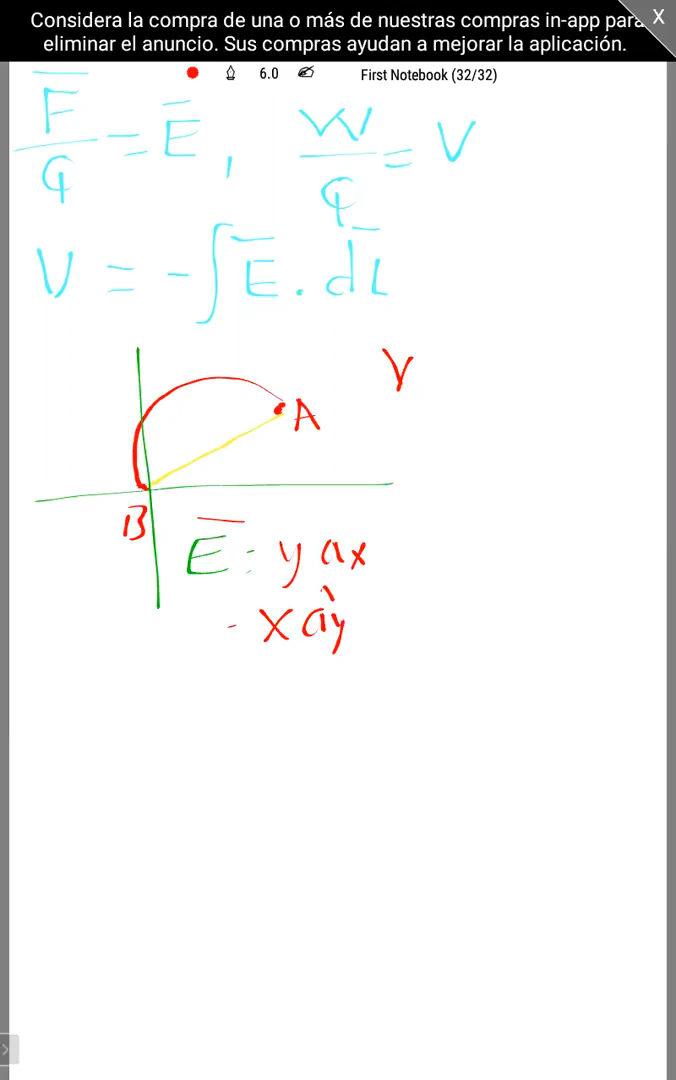 Considera la compra de una o más de nuestras compras in-app para
eliminar el anuncio. Sus compras ayudan a mejorar la aplicación.
X
6.0 First Notebook (32/32)
F̅/q = E̅, W/q = V
V = -∫E̅ . dL̅
V
A
B
E̅ = y ax
- x ây